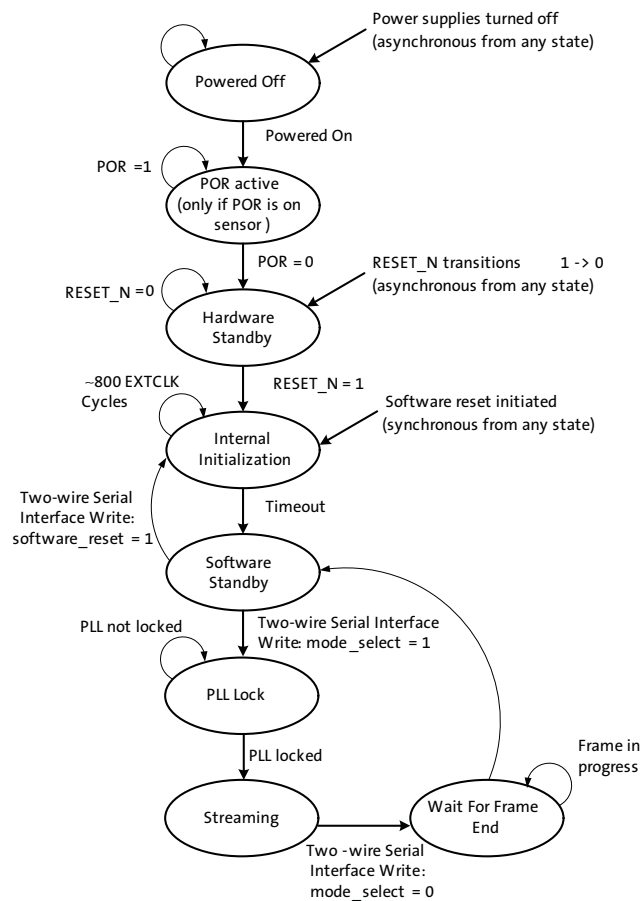 Power supplies turned off
(asynchronous from any state)
Powered Off
Powered On
POR =1
POR active
(only if POR is on
sensor )
POR = 0
RESET_N transitions 1 -> 0
(asynchronous from any state)
RESET_N =0
Hardware
Standby
RESET_N = 1
~800 EXTCLK
Cycles
Software reset initiated
(synchronous from any state)
Internal
Initialization
Two-wire Serial
Interface Write:
software_reset = 1
Timeout
Software
Standby
Two-wire Serial Interface
Write: mode_select = 1
PLL not locked
PLL Lock
PLL locked
Frame in
progress
Streaming
Wait For Frame
End
Two -wire Serial
Interface Write:
mode_select = 0